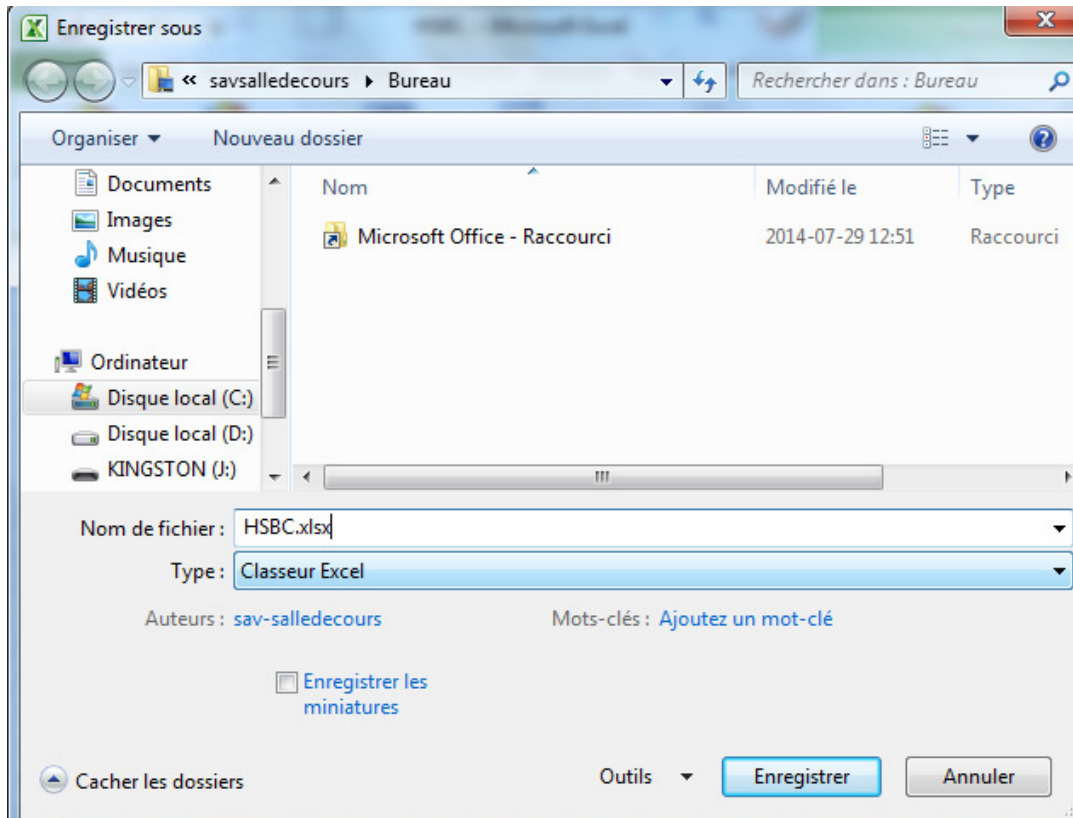 Enregistrer sous
HSBC - Microsoft Excel
« savsalledecours ▸ Bureau
Rechercher dans : Bureau
Organiser
Nouveau dossier
Documents
Images
Musique
Vidéos
Ordinateur
Disque local (C:)
Disque local (D:)
KINGSTON (J:)
Nom Modifié le Type
Microsoft Office - Raccourci 2014-07-29 12:51 Raccourci
Nom de fichier : HSBC.xlsx
Type : Classeur Excel
Auteurs : sav-salledecours Mots-clés : Ajoutez un mot-clé
Enregistrer les
miniatures
Cacher les dossiers Outils Enregistrer Annuler